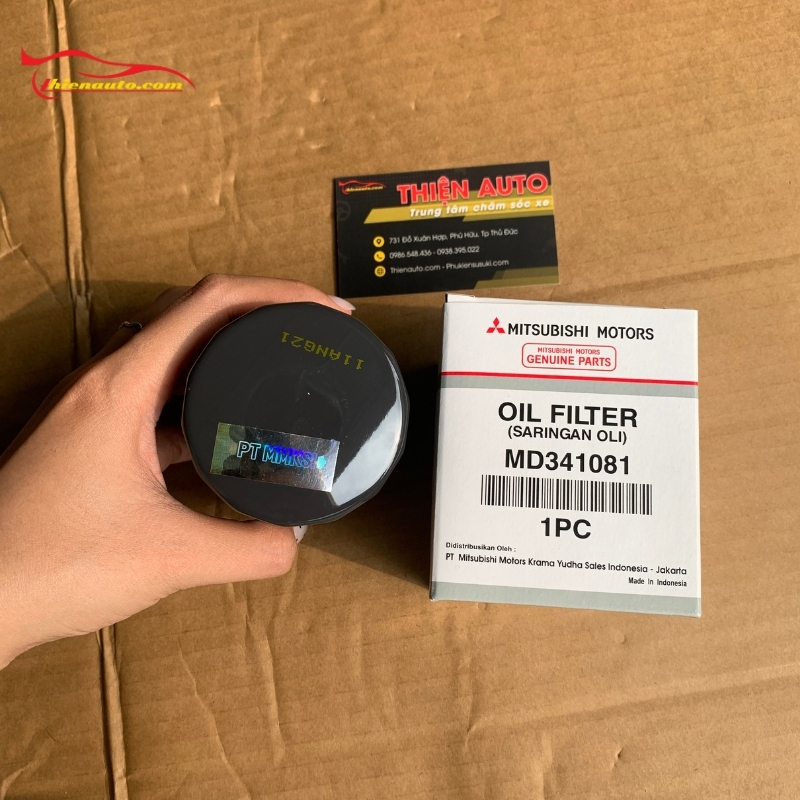 thienauto.com
thienauto.com
THIỆN AUTO
Trung tâm chăm sóc xe
731 Đỗ Xuân Hợp, Phú Hữu, Tp Thủ Đức
0986.548.436 - 0938.395.022
Thienauto.com - Phukiensuzuki.com
11ANG21
PT MMKSI
MITSUBISHI MOTORS
MITSUBISHI MOTORS
GENUINE PARTS
OIL FILTER
(SARINGAN OLI)
MD341081
1PC
Didistribusikan Oleh :
PT Mitsubishi Motors Krama Yudha Sales Indonesia - Jakarta
Made In Indonesia